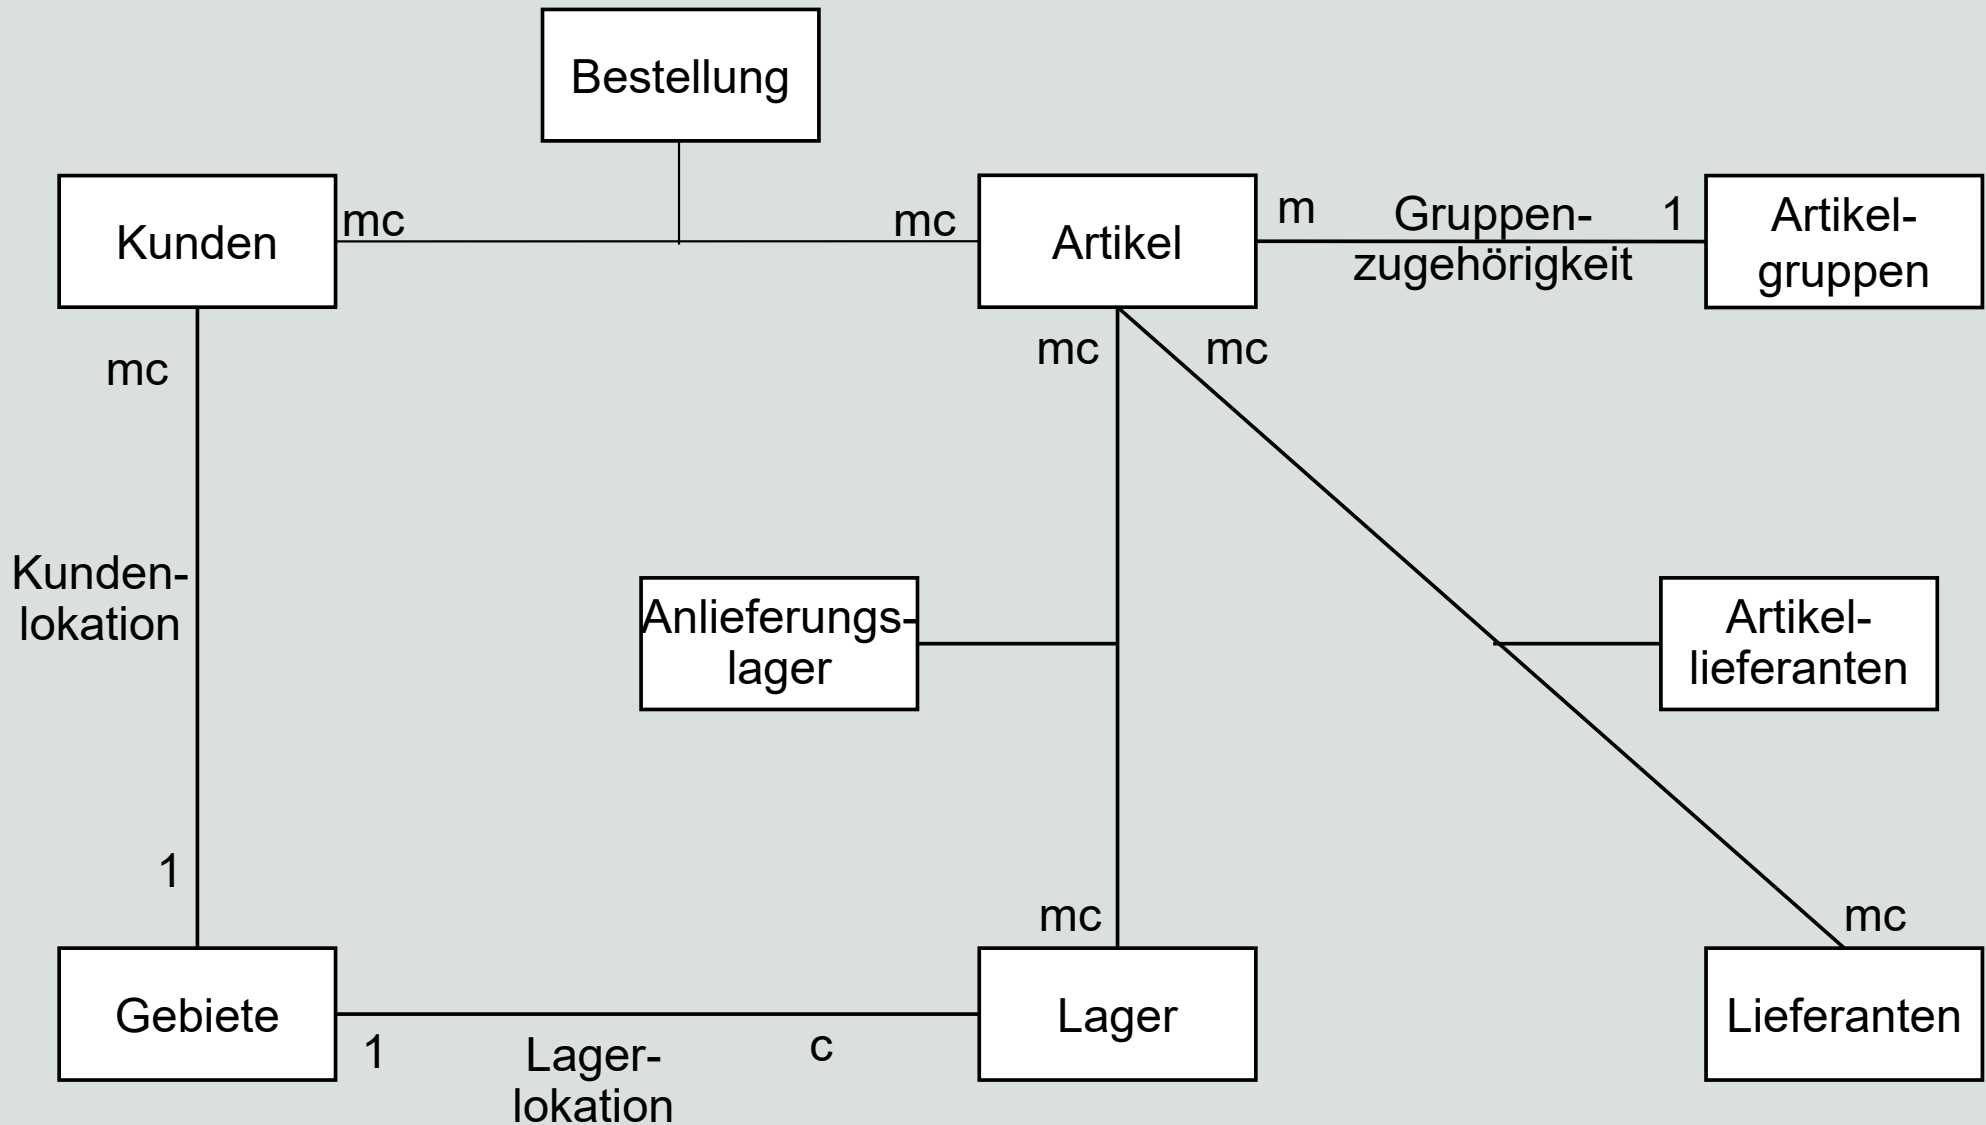 Bestellung
Kunden
mc
mc
Artikel
m
Gruppen-
zugehörigkeit
1
Artikel-
gruppen
mc
mc
mc
Kunden-
lokation
Anlieferungs-
lager
Artikel-
lieferanten
1
mc
mc
Gebiete
1
Lager-
lokation
c
Lager
Lieferanten